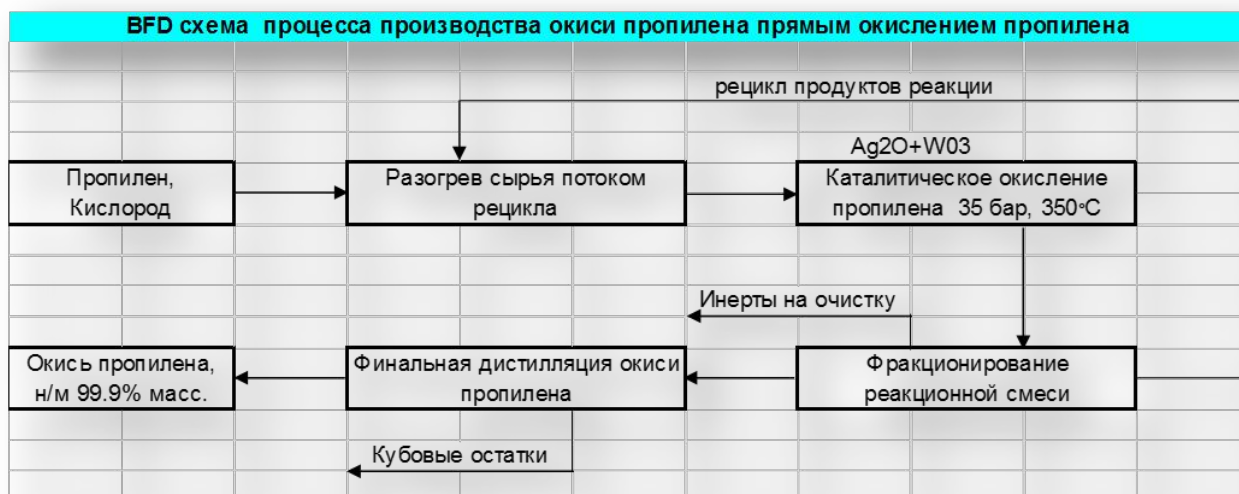 BFD схема процесса производства окиси пропилена прямым окислением пропилена
рецикл продуктов реакции
Ag2O+W03
Пропилен,
Кислород
Разогрев сырья потоком
рецикла
Каталитическое окисление
пропилена 35 бар, 350°C
Инерты на очистку
Окись пропилена,
н/м 99.9% масс.
Финальная дистилляция окиси
пропилена
Фракционирование
реакционной смеси
Кубовые остатки